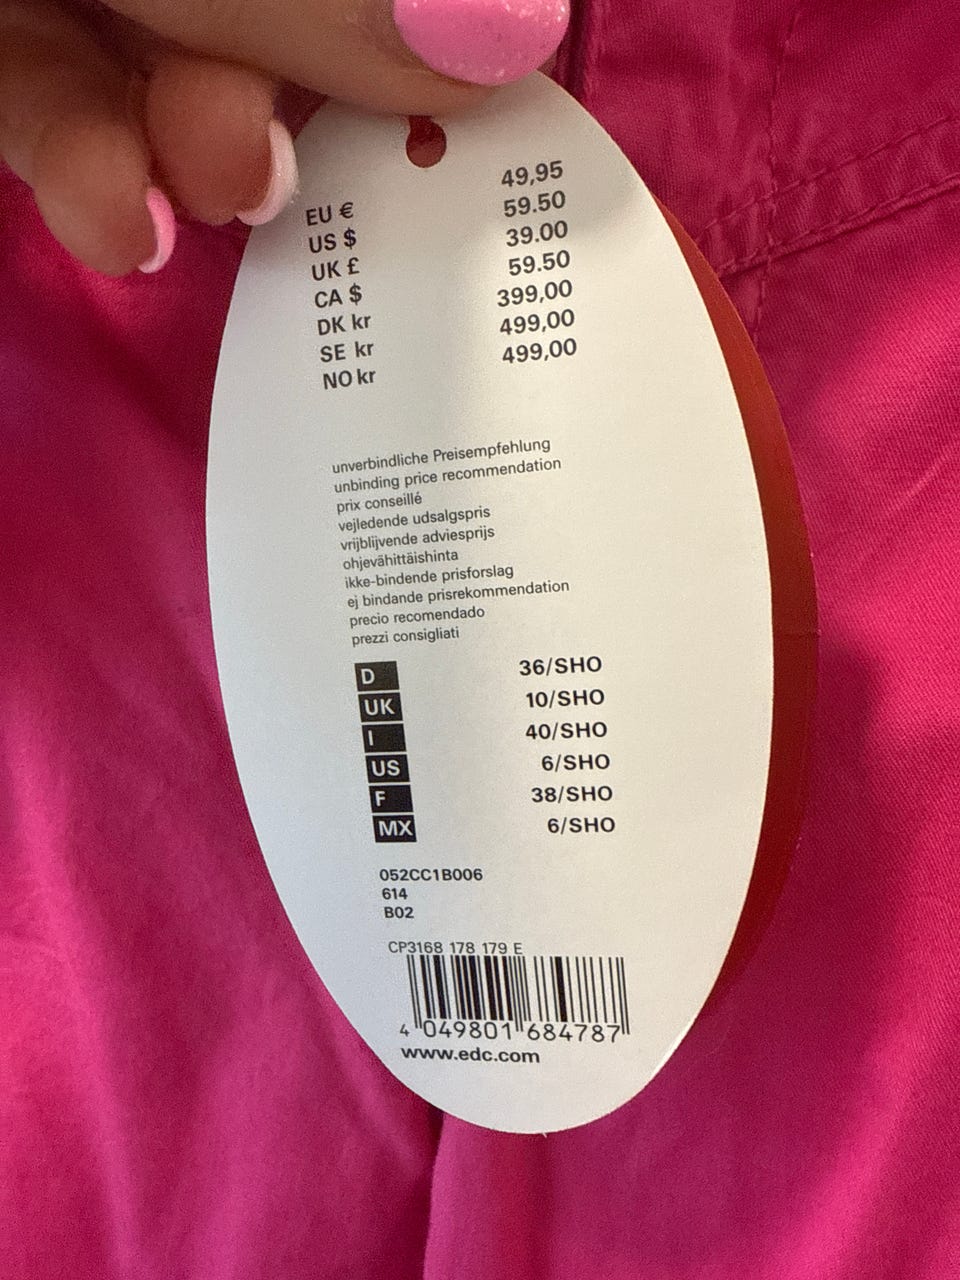 EU € 49,95
US $ 59.50
UK £ 39.00
CA $ 59.50
DK kr 399,00
SE kr 499,00
NO kr 499,00
unverbindliche Preisempfehlung
unbinding price recommendation
prix conseillé
vejledende udsalgspris
vrijblijvende adviesprijs
ohjevähittäishinta
ikke-bindende prisforslag
ej bindande prisrekommendation
precio recomendado
prezzi consigliati
D 36/SHO
UK 10/SHO
I 40/SHO
US 6/SHO
F 38/SHO
MX 6/SHO
052CC1B006
614
B02
CP3168 178 179 E
4 049801 684787
www.edc.com